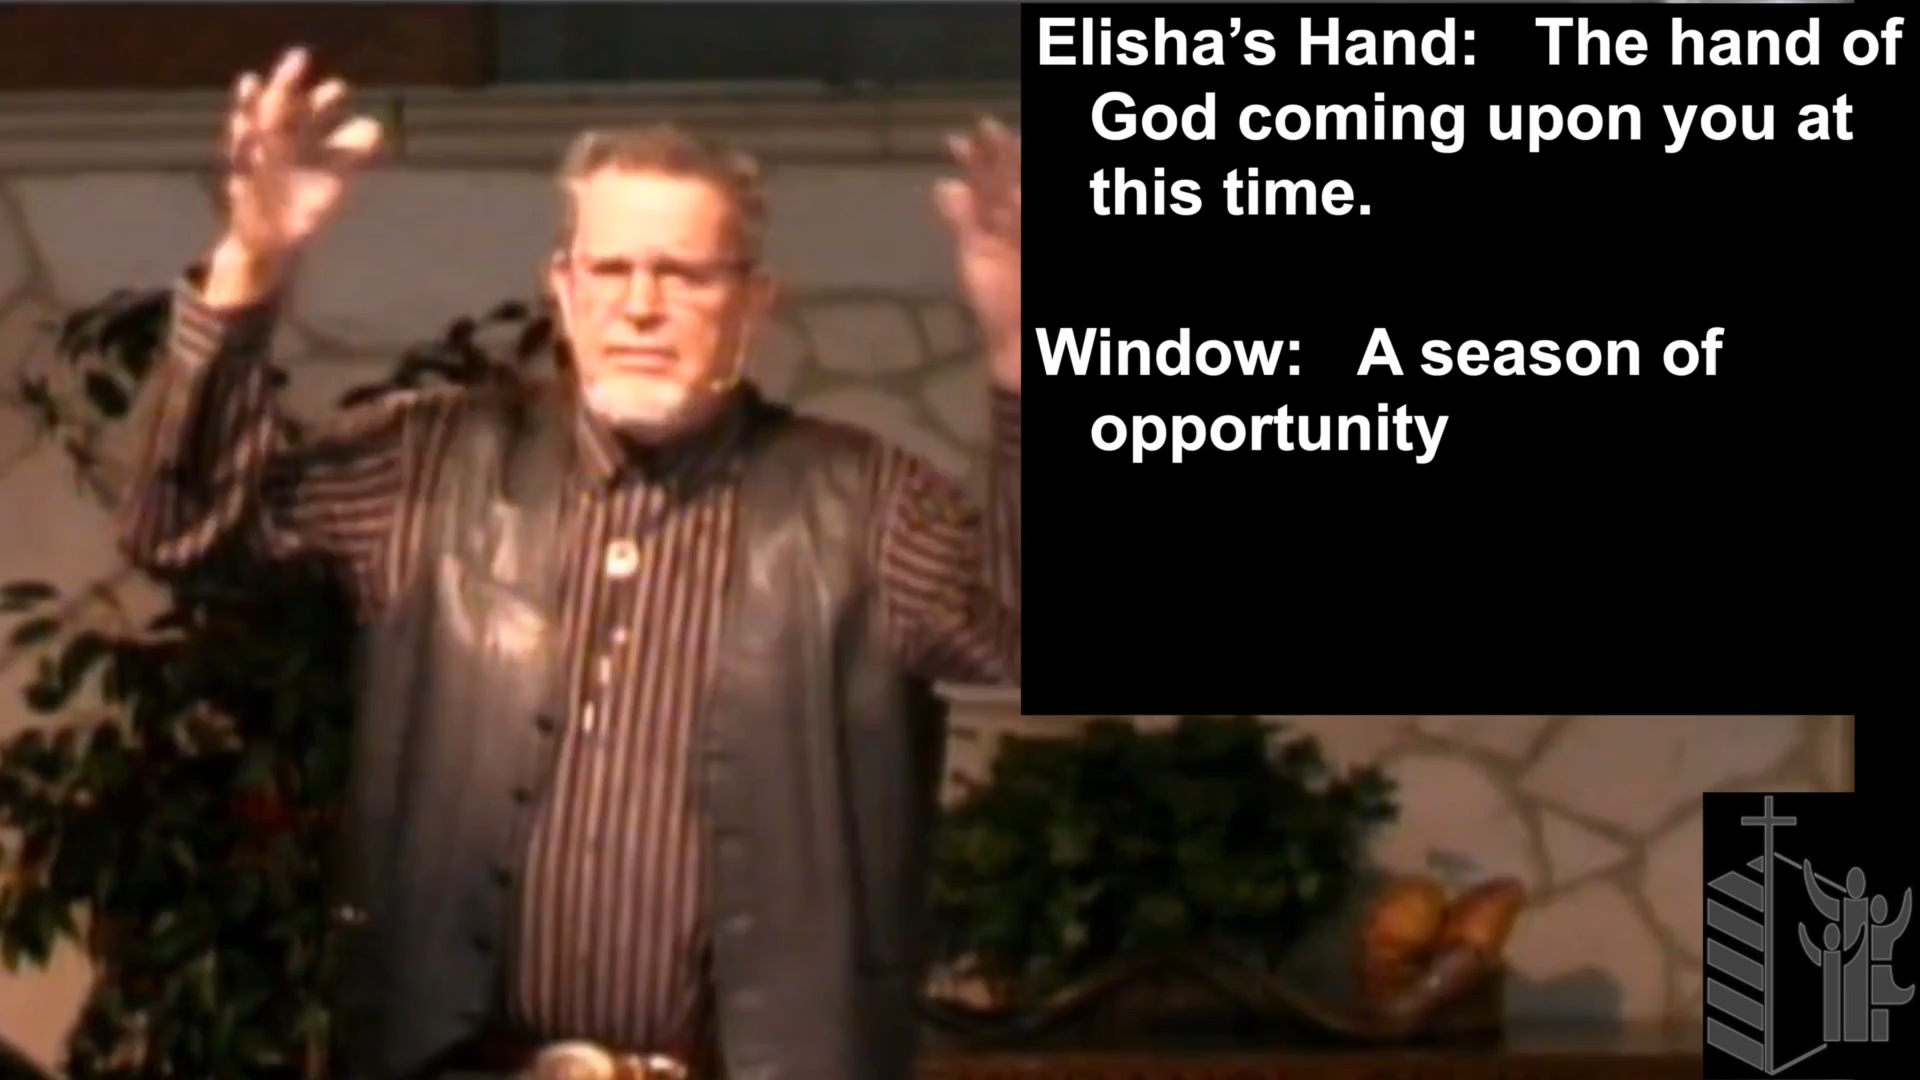 Elisha’s Hand: The hand of
God coming upon you at
this time.
Window: A season of
opportunity